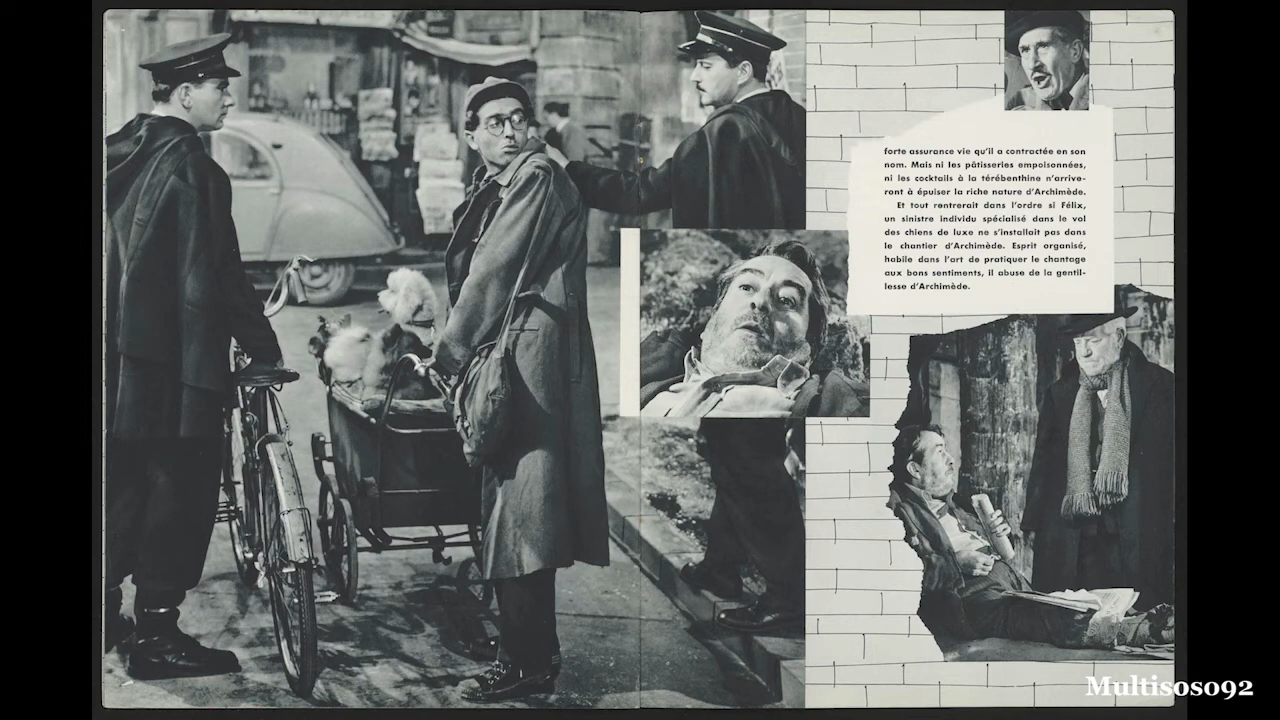 forte assurance vie qu'il a contractée en son
nom. Mais ni les pâtisseries empoisonnées,
ni les cocktails à la térébenthine n'arrive-
ront à épuiser la riche nature d'Archimède.
Et tout rentrerait dans l'ordre si Félix,
un sinistre individu spécialisé dans le vol
des chiens de luxe ne s'installait pas dans
le chantier d'Archimède. Esprit organisé,
habile dans l'art de pratiquer le chantage
aux bons sentiments, il abuse de la gentil-
lesse d'Archimède.
Multisoso92